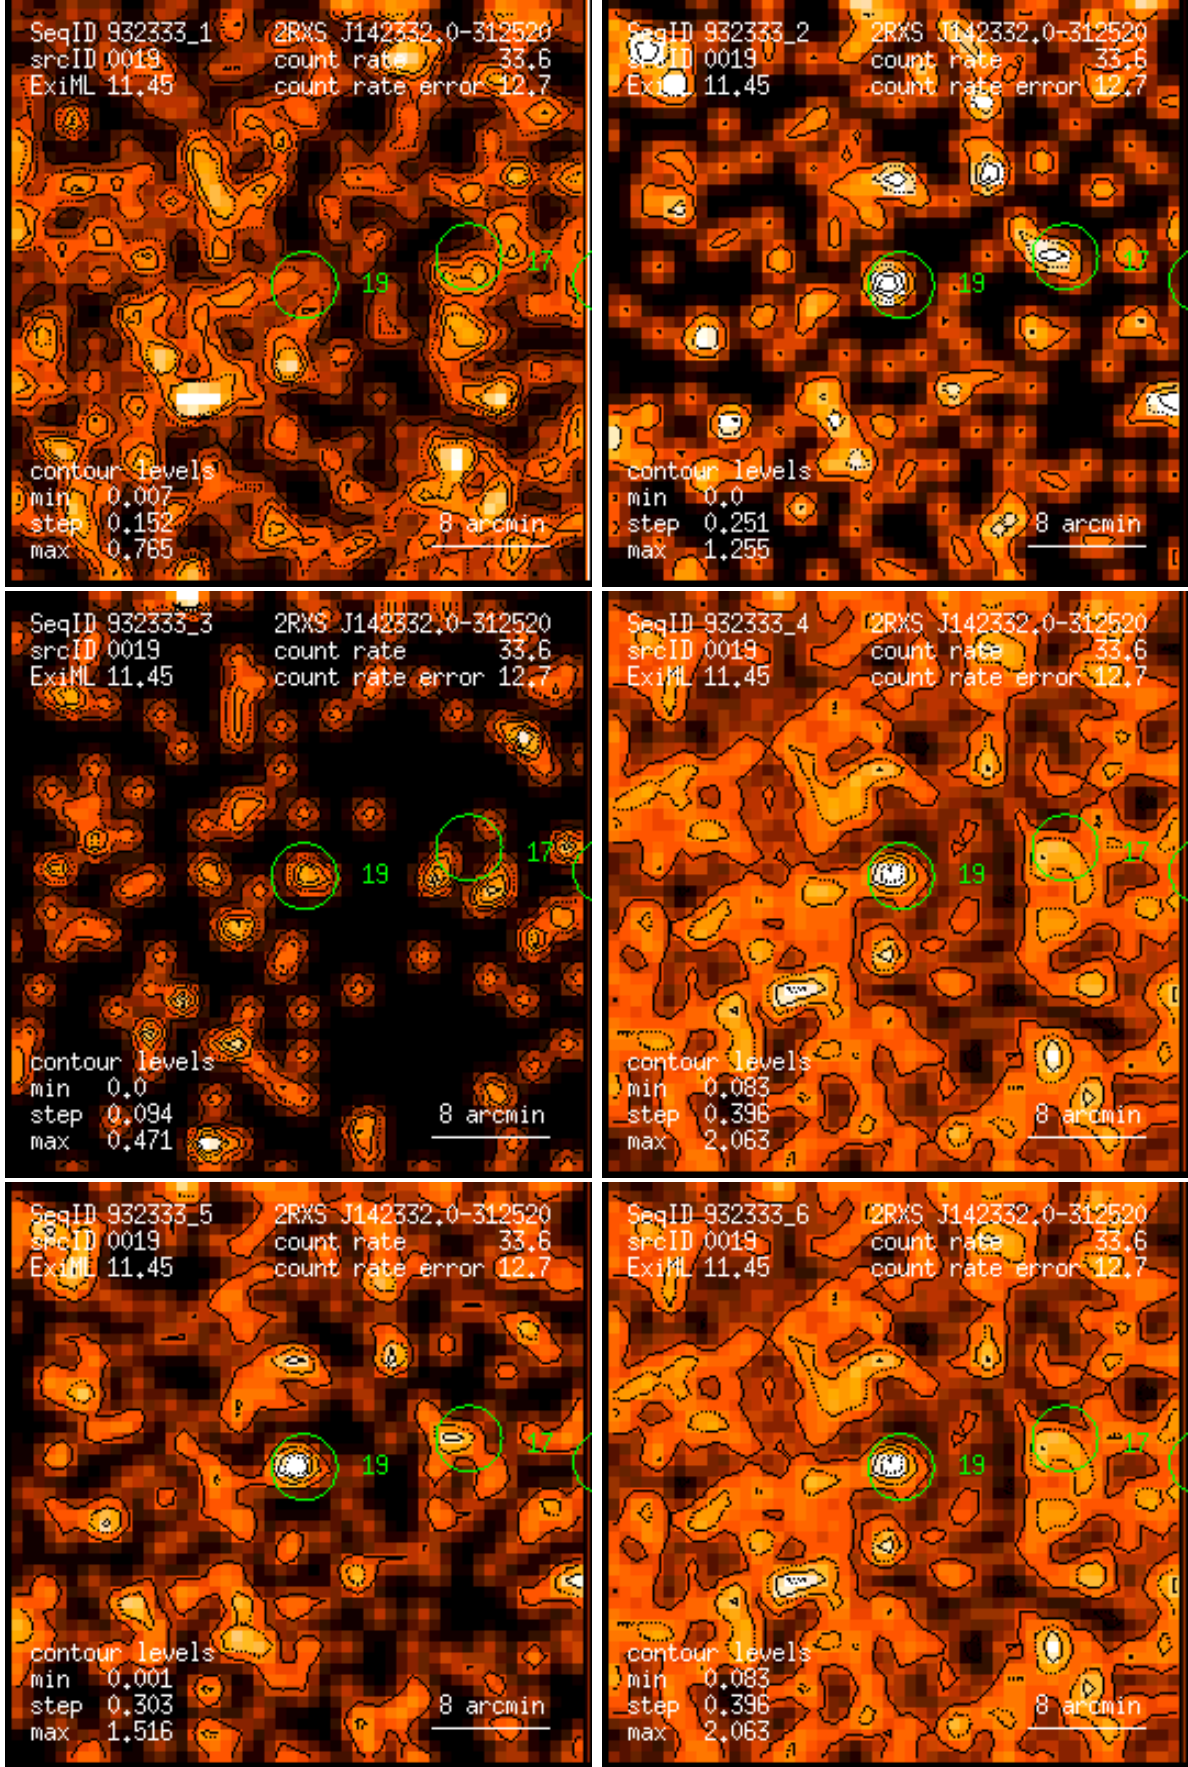 SeqID 932333_1 2RXS J142332.0-312520
srcID 0019 count rate 33.6
ExiML 11.45 count rate error 12.7
17
19
contour levels
min 0.007
step 0.152 8 arcmin
max 0.765
SeqID 932333_2 2RXS J142332.0-312520
srcID 0019 count rate 33.6
ExiML 11.45 count rate error 12.7
17
19
contour levels
min 0.0
step 0.251 8 arcmin
max 1.255
SeqID 932333_3 2RXS J142332.0-312520
srcID 0019 count rate 33.6
ExiML 11.45 count rate error 12.7
17
19
contour levels
min 0.0
step 0.094 8 arcmin
max 0.471
SeqID 932333_4 2RXS J142332.0-312520
srcID 0019 count rate 33.6
ExiML 11.45 count rate error 12.7
17
19
contour levels
min 0.083
step 0.396 8 arcmin
max 2.063
SeqID 932333_5 2RXS J142332.0-312520
srcID 0019 count rate 33.6
ExiML 11.45 count rate error 12.7
17
19
contour levels
min 0.001
step 0.303 8 arcmin
max 1.516
SeqID 932333_6 2RXS J142332.0-312520
srcID 0019 count rate 33.6
ExiML 11.45 count rate error 12.7
17
19
contour levels
min 0.083
step 0.396 8 arcmin
max 2.063